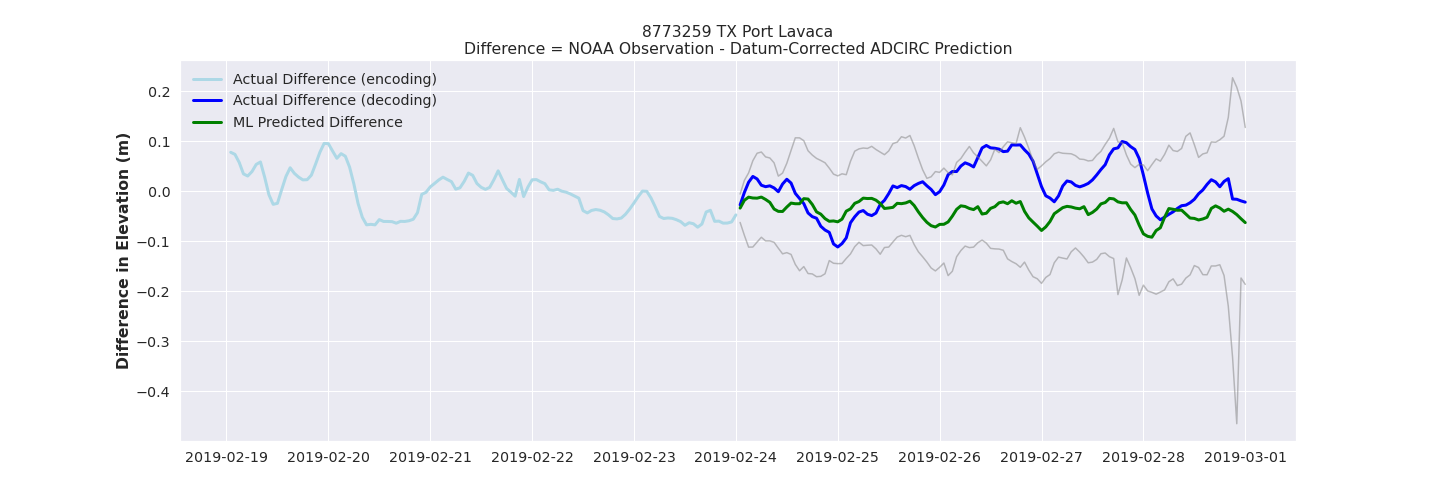 8773259 TX Port Lavaca
Difference = NOAA Observation - Datum-Corrected ADCIRC Prediction
Actual Difference (encoding)
Actual Difference (decoding)
ML Predicted Difference
Difference in Elevation (m)
0.2
0.1
0.0
−0.1
−0.2
−0.3
−0.4
2019-02-19 2019-02-20 2019-02-21 2019-02-22 2019-02-23 2019-02-24 2019-02-25 2019-02-26 2019-02-27 2019-02-28 2019-03-01